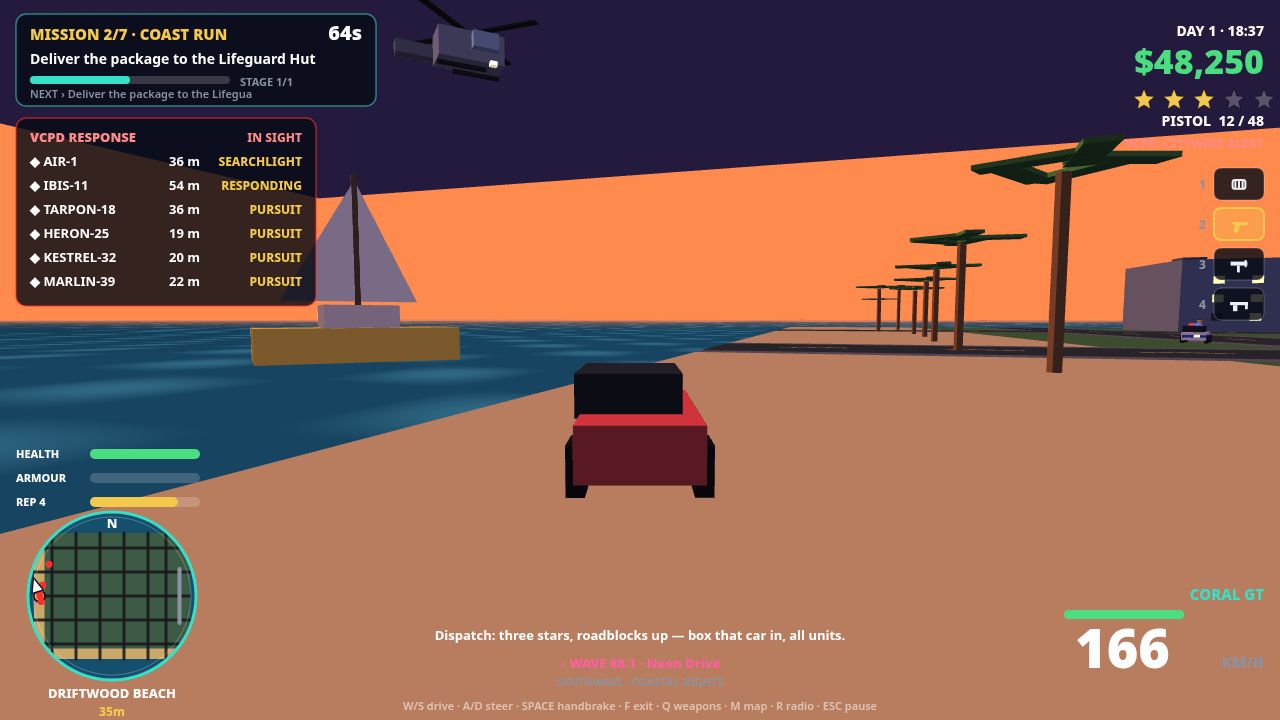 MISSION 2/7 · COAST RUN 64s
Deliver the package to the Lifeguard Hut
STAGE 1/1
NEXT › Deliver the package to the Lifegua
VCPD RESPONSE IN SIGHT
◆ AIR-1 36 m SEARCHLIGHT
◆ IBIS-11 54 m RESPONDING
◆ TARPON-18 36 m PURSUIT
◆ HERON-25 19 m PURSUIT
◆ KESTREL-32 20 m PURSUIT
◆ MARLIN-39 22 m PURSUIT
DAY 1 · 18:37
$48,250
PISTOL 12 / 48
VCPD: CITYWIDE ALERT
1
2
3
4
HEALTH
ARMOUR
REP 4
N
DRIFTWOOD BEACH
35m
Dispatch: three stars, roadblocks up — box that car in, all units.
♪ WAVE 88.1 · Neon Drive
SYNTHWAVE · COASTAL NIGHTS
W/S drive · A/D steer · SPACE handbrake · F exit · Q weapons · M map · R radio · ESC pause
CORAL GT
166 KM/H